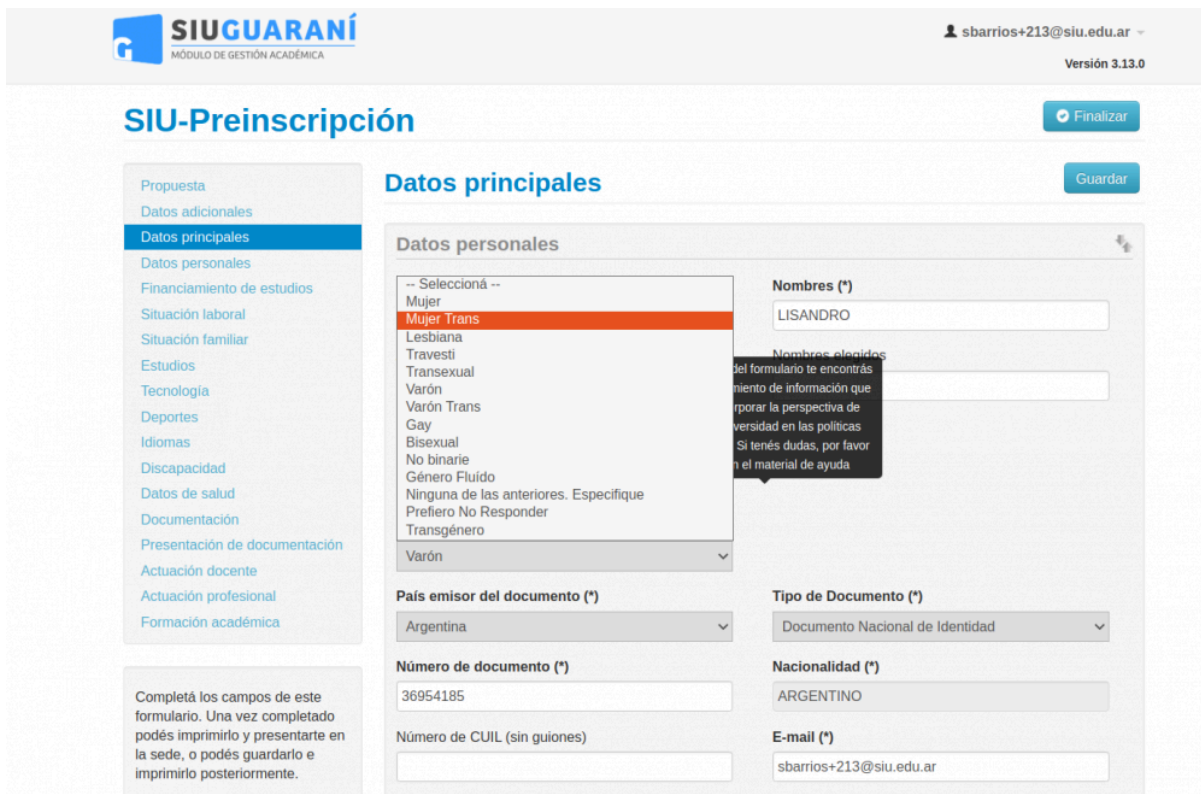 SIUGUARANÍ
G
MÓDULO DE GESTIÓN ACADÉMICA
sbarrios+213@siu.edu.ar
Versión 3.13.0
SIU-Preinscripción
Finalizar
Propuesta
Datos adicionales
Datos principales
Datos personales
Financiamiento de estudios
Situación laboral
Situación familiar
Estudios
Tecnología
Deportes
Idiomas
Discapacidad
Datos de salud
Documentación
Presentación de documentación
Actuación docente
Actuación profesional
Formación académica
Completá los campos de este
formulario. Una vez completado
podés imprimirlo y presentarte en
la sede, o podés guardarlo e
imprimirlo posteriormente.
Datos principales
Guardar
Datos personales
-- Seleccioná --
Mujer
Mujer Trans
Lesbiana
Travesti
Transexual
Varón
Varón Trans
Gay
Bisexual
No binarie
Género Fluído
Ninguna de las anteriores. Especifique
Prefiero No Responder
Transgénero
Varón
Nombres (*)
LISANDRO
Nombres elegidos
del formulario te encontrás
miento de información que
rporar la perspectiva de
versidad en las políticas
Si tenés dudas, por favor
el material de ayuda
País emisor del documento (*)
Argentina
Tipo de Documento (*)
Documento Nacional de Identidad
Número de documento (*)
36954185
Nacionalidad (*)
ARGENTINO
Número de CUIL (sin guiones)
E-mail (*)
sbarrios+213@siu.edu.ar